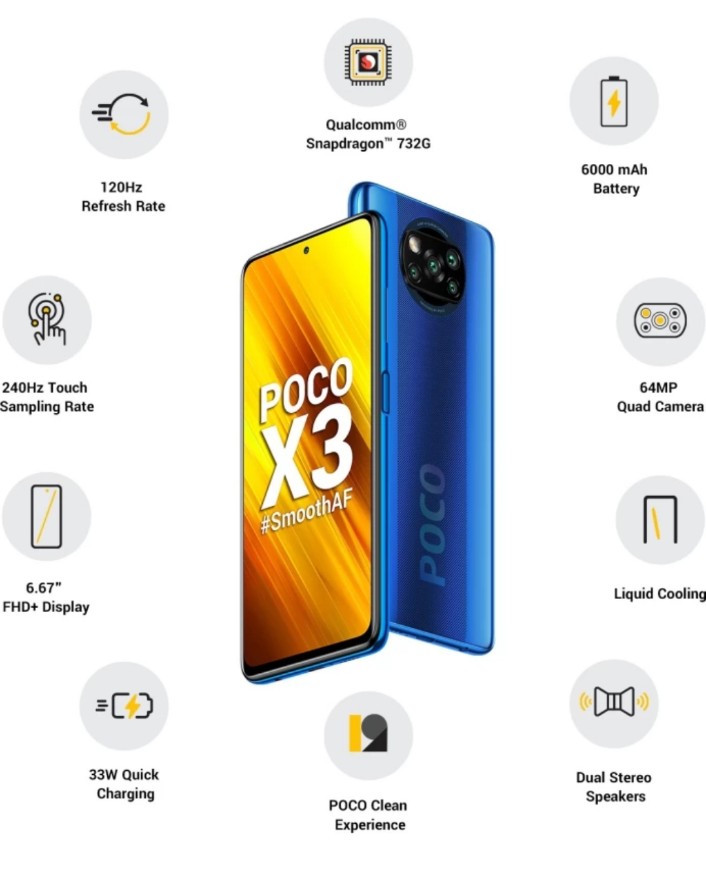 Qualcomm®
Snapdragon™ 732G
120Hz
Refresh Rate
6000 mAh
Battery
240Hz Touch
Sampling Rate
64MP
Quad Camera
POCO
X3
#SmoothAF
POCO
6.67"
FHD+ Display
Liquid Cooling
33W Quick
Charging
POCO Clean
Experience
Dual Stereo
Speakers